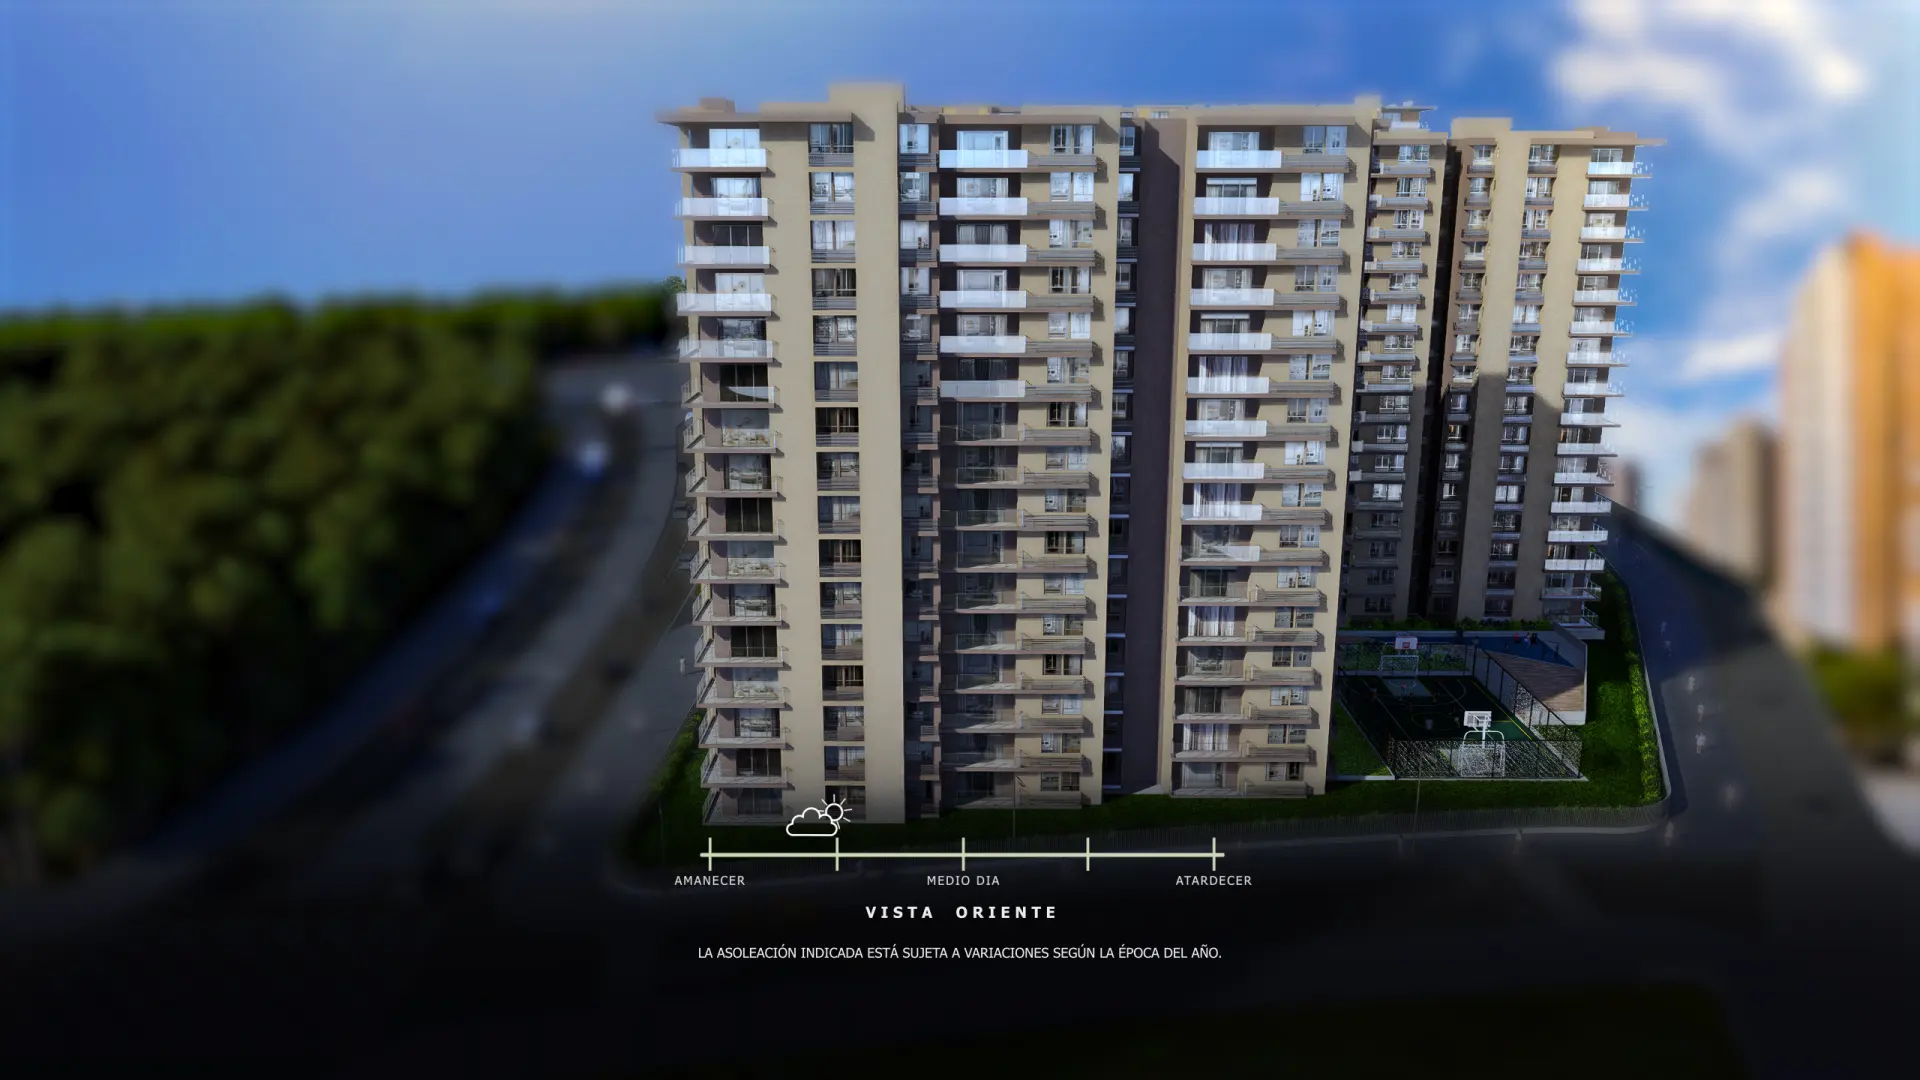 AMANECER MEDIO DIA ATARDECER
VISTA ORIENTE
LA ASOLEACIÓN INDICADA ESTÁ SUJETA A VARIACIONES SEGÚN LA ÉPOCA DEL AÑO.